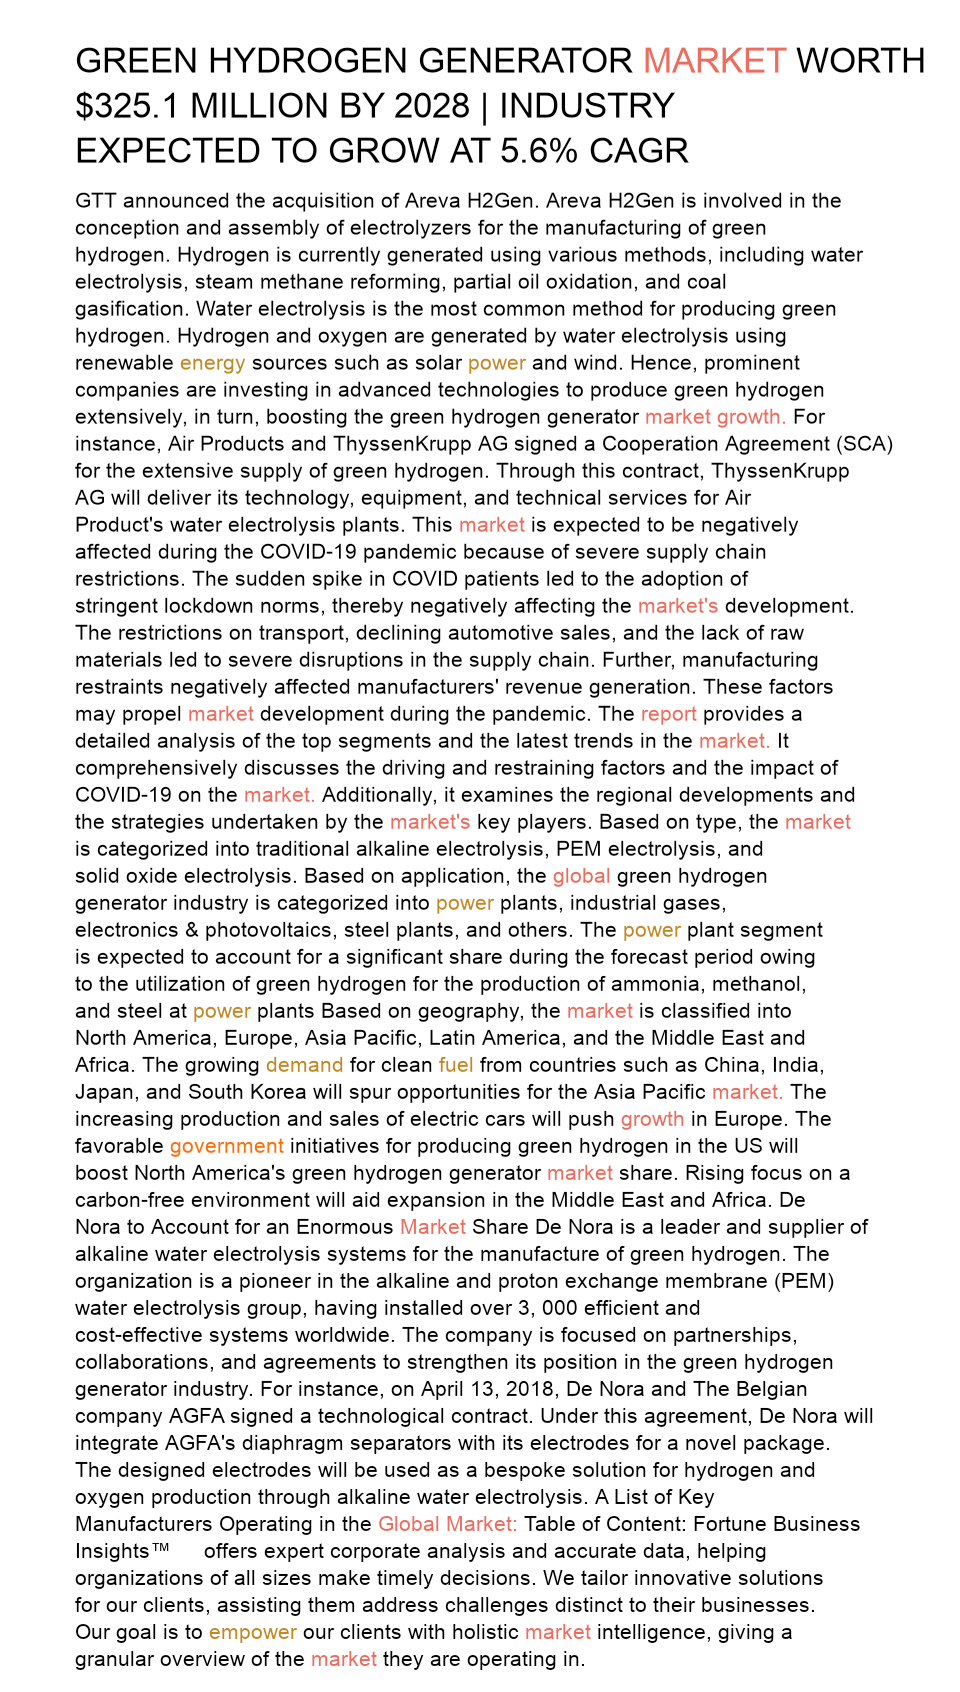 GREEN HYDROGEN GENERATOR MARKET WORTH
$325.1 MILLION BY 2028 | INDUSTRY
EXPECTED TO GROW AT 5.6% CAGR
GTT announced the acquisition of Areva H2Gen. Areva H2Gen is involved in the
conception and assembly of electrolyzers for the manufacturing of green
hydrogen. Hydrogen is currently generated using various methods, including water
electrolysis, steam methane reforming, partial oil oxidation, and coal
gasification. Water electrolysis is the most common method for producing green
hydrogen. Hydrogen and oxygen are generated by water electrolysis using
renewable energy sources such as solar power and wind. Hence, prominent
companies are investing in advanced technologies to produce green hydrogen
extensively, in turn, boosting the green hydrogen generator market growth. For
instance, Air Products and ThyssenKrupp AG signed a Cooperation Agreement (SCA)
for the extensive supply of green hydrogen. Through this contract, ThyssenKrupp
AG will deliver its technology, equipment, and technical services for Air
Product's water electrolysis plants. This market is expected to be negatively
affected during the COVID-19 pandemic because of severe supply chain
restrictions. The sudden spike in COVID patients led to the adoption of
stringent lockdown norms, thereby negatively affecting the market's development.
The restrictions on transport, declining automotive sales, and the lack of raw
materials led to severe disruptions in the supply chain. Further, manufacturing
restraints negatively affected manufacturers' revenue generation. These factors
may propel market development during the pandemic. The report provides a
detailed analysis of the top segments and the latest trends in the market. It
comprehensively discusses the driving and restraining factors and the impact of
COVID-19 on the market. Additionally, it examines the regional developments and
the strategies undertaken by the market's key players. Based on type, the market
is categorized into traditional alkaline electrolysis, PEM electrolysis, and
solid oxide electrolysis. Based on application, the global green hydrogen
generator industry is categorized into power plants, industrial gases,
electronics & photovoltaics, steel plants, and others. The power plant segment
is expected to account for a significant share during the forecast period owing
to the utilization of green hydrogen for the production of ammonia, methanol,
and steel at power plants Based on geography, the market is classified into
North America, Europe, Asia Pacific, Latin America, and the Middle East and
Africa. The growing demand for clean fuel from countries such as China, India,
Japan, and South Korea will spur opportunities for the Asia Pacific market. The
increasing production and sales of electric cars will push growth in Europe. The
favorable government initiatives for producing green hydrogen in the US will
boost North America's green hydrogen generator market share. Rising focus on a
carbon-free environment will aid expansion in the Middle East and Africa. De
Nora to Account for an Enormous Market Share De Nora is a leader and supplier of
alkaline water electrolysis systems for the manufacture of green hydrogen. The
organization is a pioneer in the alkaline and proton exchange membrane (PEM)
water electrolysis group, having installed over 3, 000 efficient and
cost-effective systems worldwide. The company is focused on partnerships,
collaborations, and agreements to strengthen its position in the green hydrogen
generator industry. For instance, on April 13, 2018, De Nora and The Belgian
company AGFA signed a technological contract. Under this agreement, De Nora will
integrate AGFA's diaphragm separators with its electrodes for a novel package.
The designed electrodes will be used as a bespoke solution for hydrogen and
oxygen production through alkaline water electrolysis. A List of Key
Manufacturers Operating in the Global Market: Table of Content: Fortune Business
Insights™ offers expert corporate analysis and accurate data, helping
organizations of all sizes make timely decisions. We tailor innovative solutions
for our clients, assisting them address challenges distinct to their businesses.
Our goal is to empower our clients with holistic market intelligence, giving a
granular overview of the market they are operating in.